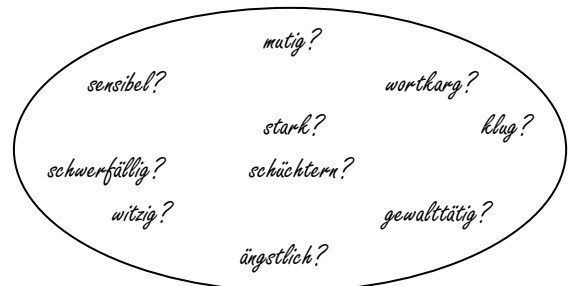 mutig?
sensibel? wortkarg?
stark? klug?
schwerfällig? schüchtern?
witzig? gewalttätig?
ängstlich?